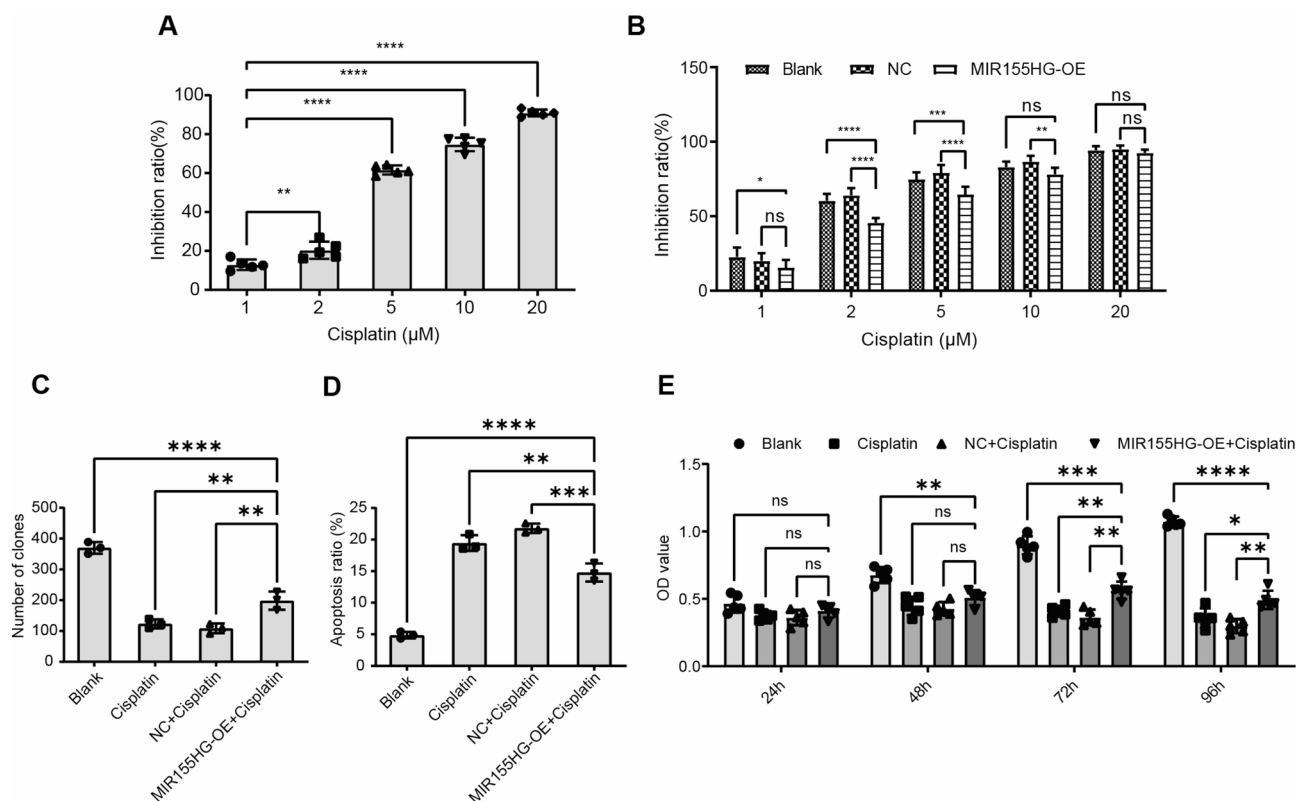 A
****
****
****
**
Inhibition ratio(%)
100
80
60
40
20
0
1 2 5 10 20
Cisplatin (μM)
B
Blank NC MIR155HG-OE
Inhibition ratio(%)
150
100
50
0
* ns
**** ****
*** ****
ns **
ns ns
1 2 5 10 20
Cisplatin (μM)
C
****
**
**
Number of clones
500
400
300
200
100
0
Blank
Cisplatin
NC+Cisplatin
MIR155HG-OE+Cisplatin
D
****
**
***
Apoptosis ratio (%)
25
20
15
10
5
0
Blank
Cisplatin
NC+Cisplatin
MIR155HG-OE+Cisplatin
E
Blank Cisplatin NC+Cisplatin MIR155HG-OE+Cisplatin
OD value
1.5
1.0
0.5
0.0
ns
ns
ns
**
ns
ns
***
**
**
****
*
**
24h 48h 72h 96h